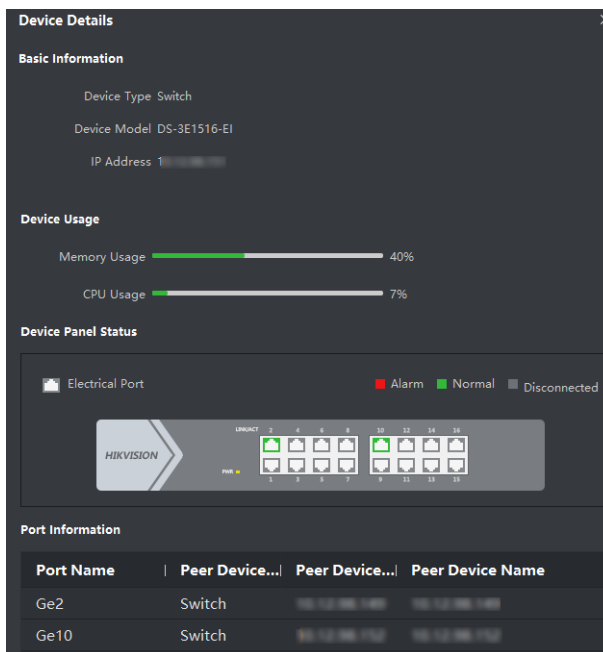 Device Details
Basic Information
Device Type Switch
Device Model DS-3E1516-EI
IP Address
Device Usage
Memory Usage 40%
CPU Usage 7%
Device Panel Status
Electrical Port Alarm Normal Disconnected
LINK/ACT 2 4 6 8 10 12 14 16
HIKVISION
PWR
1 3 5 7 9 11 13 15
Port Information
Port Name Peer Device... Peer Device... Peer Device Name
Ge2 Switch
Ge10 Switch